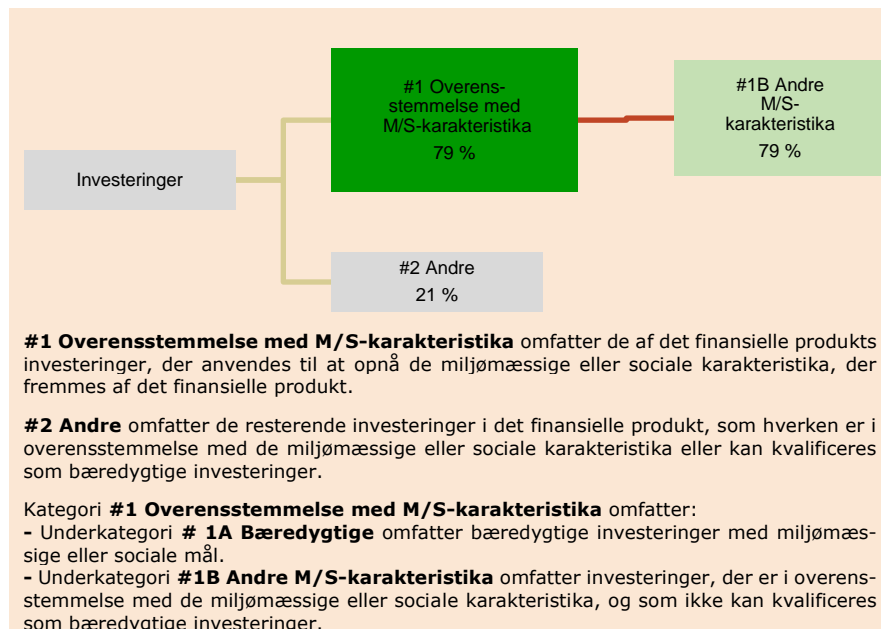 #1 Overens-
stemmelse med
M/S-karakteristika
79 %
#1B Andre
M/S-
karakteristika
79 %
Investeringer
#2 Andre
21 %
#1 Overensstemmelse med M/S-karakteristika omfatter de af det finansielle produkts
investeringer, der anvendes til at opnå de miljømæssige eller sociale karakteristika, der
fremmes af det finansielle produkt.
#2 Andre omfatter de resterende investeringer i det finansielle produkt, som hverken er i
overensstemmelse med de miljømæssige eller sociale karakteristika eller kan kvalificeres
som bæredygtige investeringer.
Kategori #1 Overensstemmelse med M/S-karakteristika omfatter:
- Underkategori # 1A Bæredygtige omfatter bæredygtige investeringer med miljømæs-
sige eller sociale mål.
- Underkategori #1B Andre M/S-karakteristika omfatter investeringer, der er i overens-
stemmelse med de miljømæssige eller sociale karakteristika, og som ikke kan kvalificeres
som bæredygtige investeringer.